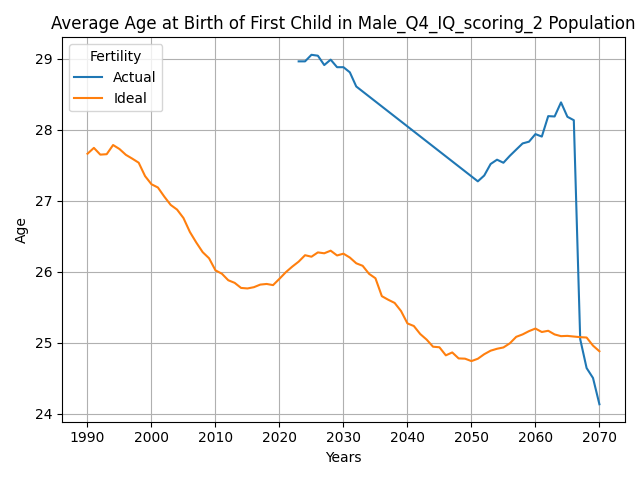 Average Age at Birth of First Child in Male_Q4_IQ_scoring_2 Population
Fertility
Actual
Ideal
29
28
27
26
25
24
Age
1990 2000 2010 2020 2030 2040 2050 2060 2070
Years